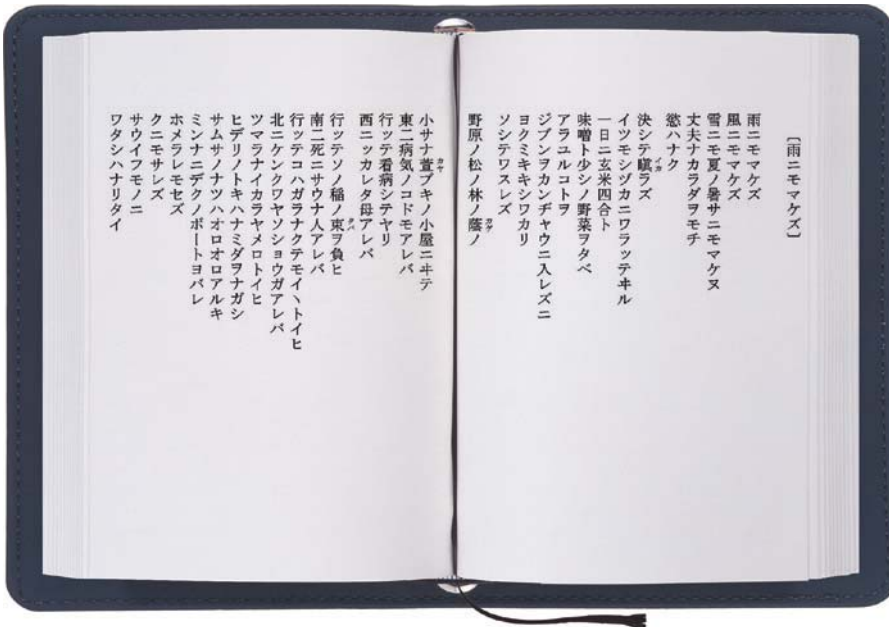 〔雨ニモマケズ〕
雨ニモマケズ
風ニモマケズ
雪ニモ夏ノ暑サニモマケヌ
丈夫ナカラダヲモチ
慾ハナク
決シテ瞋ラズ
イツモシヅカニワラッテヰル
一日ニ玄米四合ト
味噌ト少シノ野菜ヲタベ
アラユルコトヲ
ジブンヲカンヂャウニ入レズニ
ヨクミキキシワカリ
ソシテワスレズ
野原ノ松ノ林ノ蔭ノ
小サナ萱ブキノ小屋ニヰテ
東ニ病気ノコドモアレバ
行ッテ看病シテヤリ
西ニツカレタ母アレバ
行ッテソノ稲ノ束ヲ負ヒ
南ニ死ニサウナ人アレバ
行ッテコハガラナクテモイヽトイヒ
北ニケンクヮヤソショウガアレバ
ツマラナイカラヤメロトイヒ
ヒデリノトキハナミダヲナガシ
サムサノナツハオロオロアルキ
ミンナニデクノボートヨバレ
ホメラレモセズ
クニモサレズ
サウイフモノニ
ワタシハナリタイ